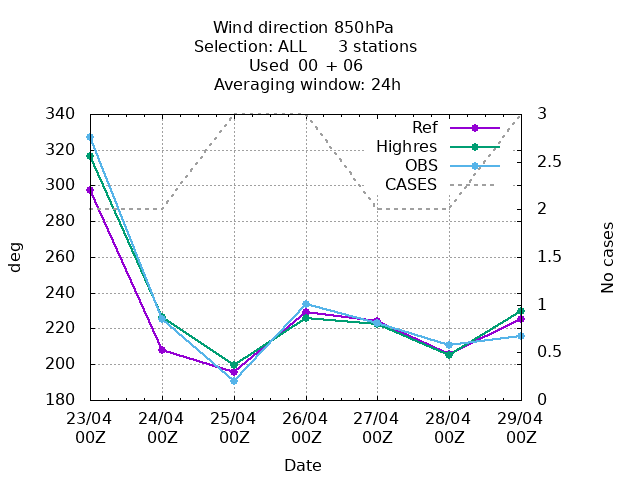 Wind direction 850hPa
Selection: ALL 3 stations
Used 00 + 06
Averaging window: 24h
340
320
300
280
260
240
220
200
180
deg
3
2.5
2
1.5
1
0.5
0
No cases
Ref
Highres
OBS
CASES
23/04 24/04 25/04 26/04 27/04 28/04 29/04
00Z 00Z 00Z 00Z 00Z 00Z 00Z
Date